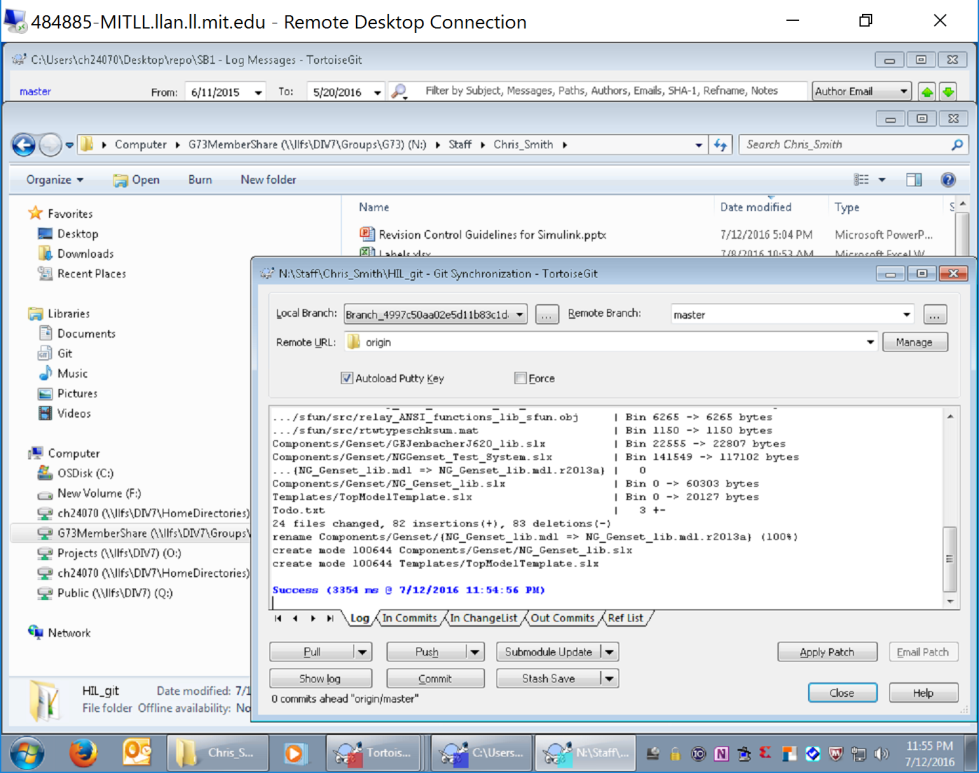 484885-MITLL.llan.ll.mit.edu - Remote Desktop Connection
C:\Users\ch24070\Desktop\repo\SB1 - Log Messages - TortoiseGit
master From: 6/11/2015 To: 5/20/2016 Filter by Subject, Messages, Paths, Authors, Emails, SHA-1, Refname, Notes Author Email
Computer G73MemberShare (\\llfs\DIV7\Groups\G73) (N:) Staff Chris_Smith Search Chris_Smith
Organize Open Burn New folder
Name Date modified Type S
Favorites
Desktop
Downloads
Recent Places
Libraries
Documents
Git
Music
Pictures
Videos
Computer
OSDisk (C:)
New Volume (F:)
ch24070 (\\llfs\DIV7\HomeDirectories)
G73MemberShare (\\llfs\DIV7\Groups\
Projects (\\llfs\DIV7) (O:)
ch24070 (\\llfs\DIV7\HomeDirectories)
Public (\\llfs\DIV7) (Q:)
Network
Revision Control Guidelines for Simulink.pptx 7/12/2016 5:04 PM Microsoft PowerP...
Labels.xlsx 7/8/2016 10:53 AM Microsoft Excel W
N:\Staff\Chris_Smith\HIL_git - Git Synchronization - TortoiseGit
Local Branch: Branch_4997c50aa02e5d11b83c1d ... Remote Branch: master ...
Remote URL: origin Manage
Autoload Putty Key Force
.../sfun/src/relay_ANSI_functions_lib_sfun.obj | Bin 6265 -> 6265 bytes
.../sfun/src/rtwtypeschksum.mat | Bin 1150 -> 1150 bytes
Components/Genset/GEJenbacherJ620_lib.slx | Bin 22555 -> 22807 bytes
Components/Genset/NGGenset_Test_System.slx | Bin 141549 -> 117102 bytes
...{NG_Genset_lib.mdl => NG_Genset_lib.mdl.r2013a} | 0
Components/Genset/NG_Genset_lib.slx | Bin 0 -> 60303 bytes
Templates/TopModelTemplate.slx | Bin 0 -> 20127 bytes
Todo.txt | 3 +-
24 files changed, 82 insertions(+), 83 deletions(-)
rename Components/Genset/{NG_Genset_lib.mdl => NG_Genset_lib.mdl.r2013a} (100%)
create mode 100644 Components/Genset/NG_Genset_lib.slx
create mode 100644 Templates/TopModelTemplate.slx
Success (3354 ms @ 7/12/2016 11:54:56 PM)
Log In Commits In ChangeList Out Commits Ref List
Pull Push Submodule Update Apply Patch Email Patch
Show log Commit Stash Save
0 commits ahead "origin/master" Close Help
HIL_git Date modified: 7/1
File folder Offline availability: No
Chris_S... Tortois... C:\Users... N:\Staff\... 11:55 PM
7/12/2016